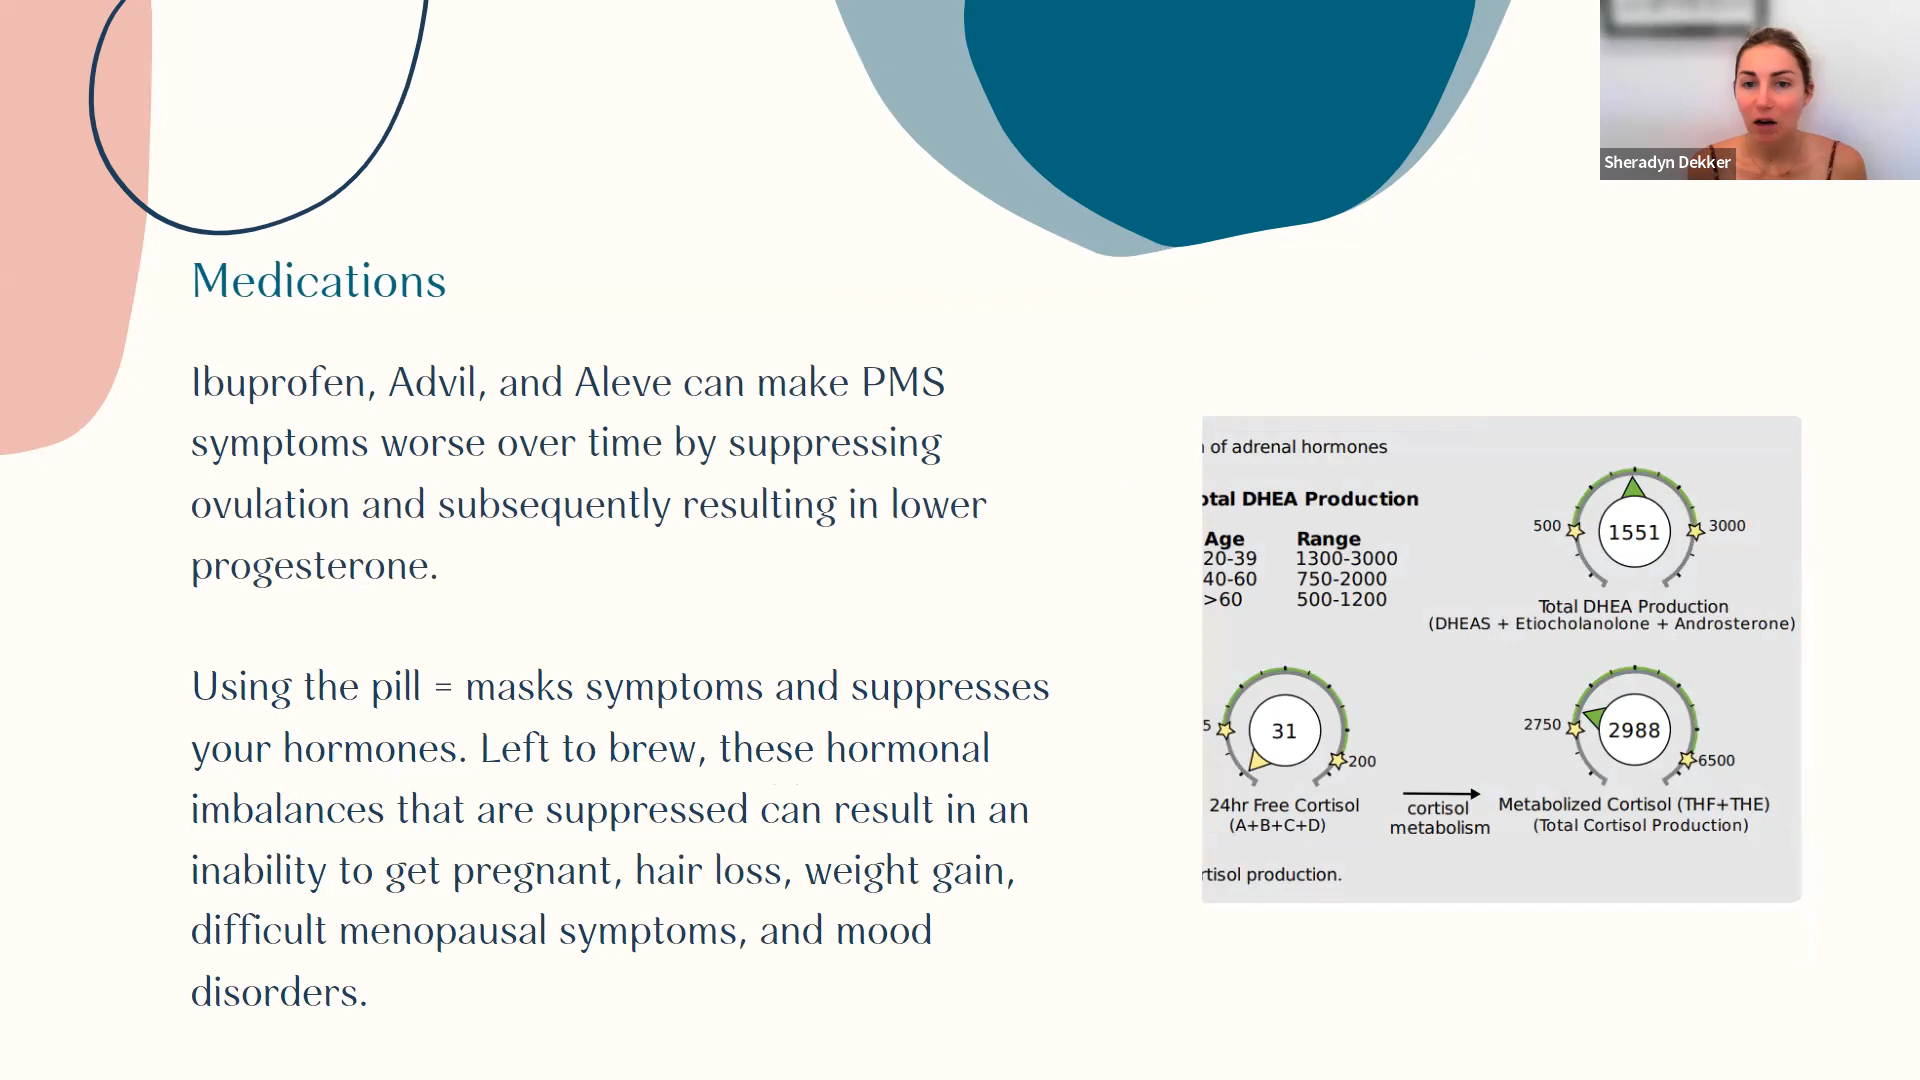 Sheradyn Dekker
Medications
Ibuprofen, Advil, and Aleve can make PMS
symptoms worse over time by suppressing
ovulation and subsequently resulting in lower
progesterone.
Using the pill = masks symptoms and suppresses
your hormones. Left to brew, these hormonal
imbalances that are suppressed can result in an
inability to get pregnant, hair loss, weight gain,
difficult menopausal symptoms, and mood
disorders.
of adrenal hormones
otal DHEA Production
Age Range
20-39 1300-3000
40-60 750-2000
>60 500-1200
500 1551 3000
Total DHEA Production
(DHEAS + Etiocholanolone + Androsterone)
5 31 200
24hr Free Cortisol
(A+B+C+D)
cortisol
metabolism
2750 2988 6500
Metabolized Cortisol (THF+THE)
(Total Cortisol Production)
rtisol production.